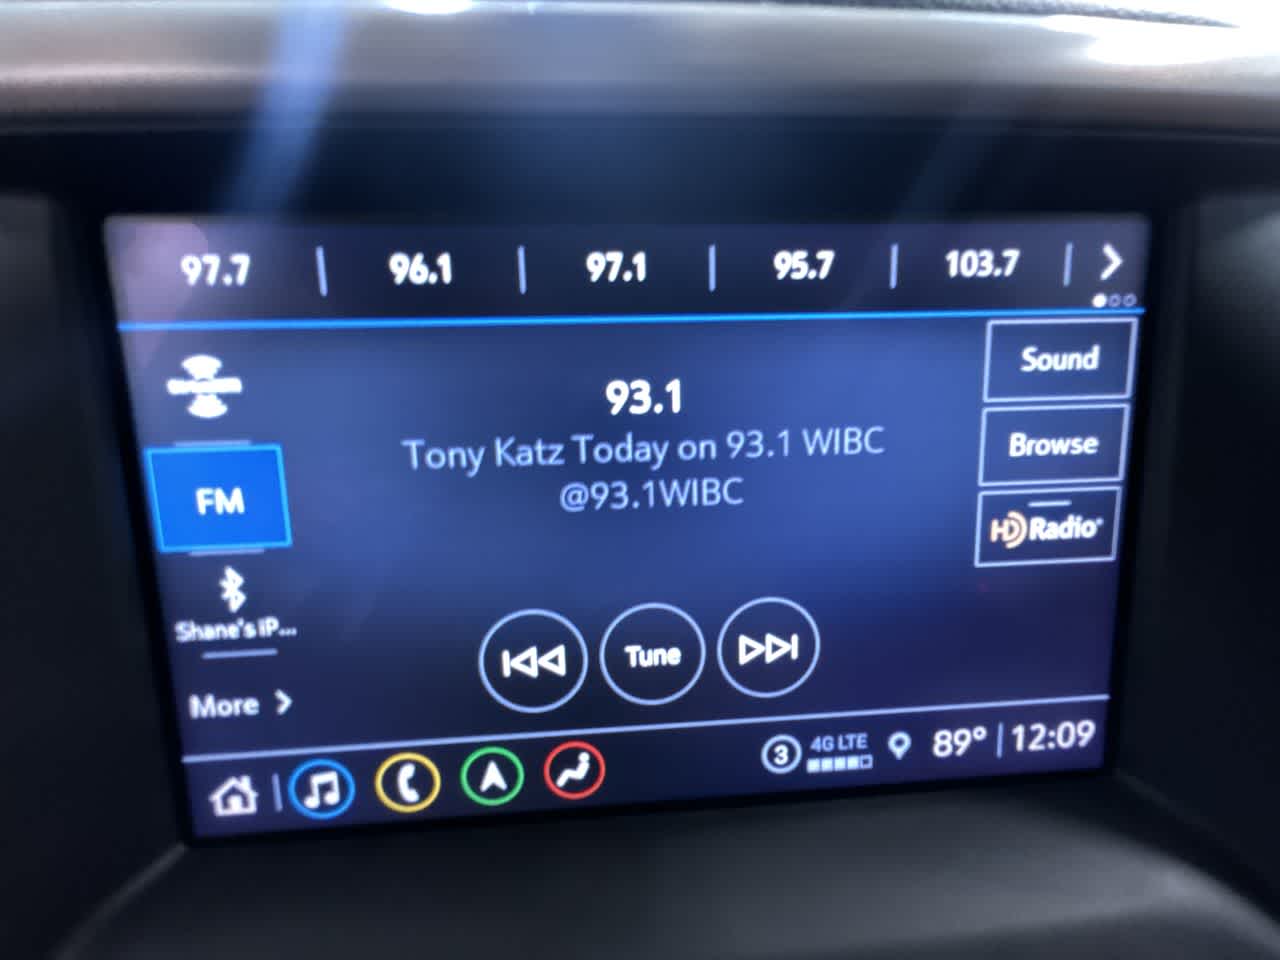 97.7 | 96.1 | 97.1 | 95.7 | 103.7 |
Sound
93.1
Tony Katz Today on 93.1 WIBC
@93.1WIBC
Browse
FM
HD Radio®
Shane's iP...
Tune
More
3 4G LTE 89° | 12:09